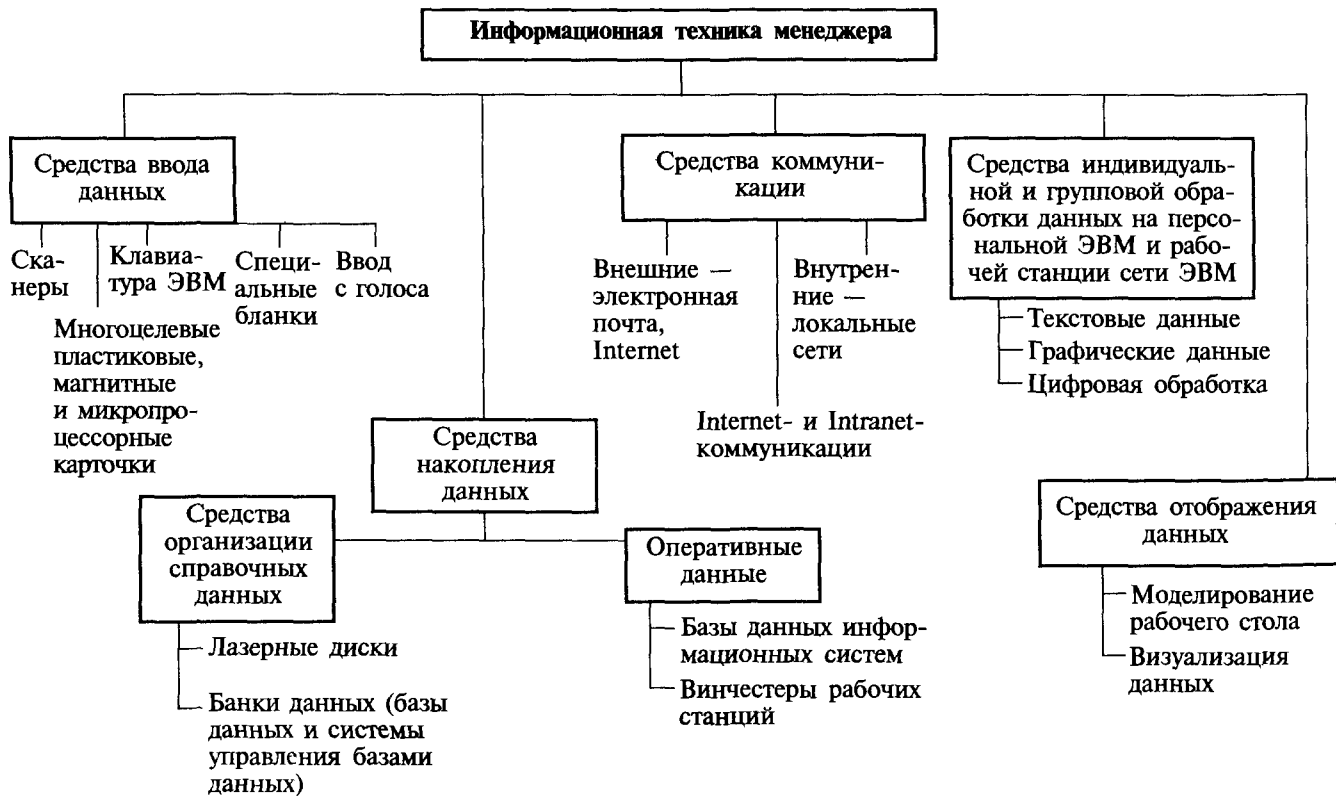 Информационная техника менеджера
Средства ввода
данных
Ска-
неры
Многоцелевые
пластиковые,
магнитные
и микропро-
цессорные
карточки
Клавиа-
тура ЭВМ
Специ-
альные
бланки
Ввод
с голоса
Средства
накопления
данных
Средства
организации
справочных
данных
Лазерные диски
Банки данных (базы
данных и системы
управления базами
данных)
Оперативные
данные
Базы данных инфор-
мационных систем
Винчестеры рабочих
станций
Средства коммуни-
кации
Внешние —
электронная
почта,
Internet
Internet- и Intranet-
коммуникации
Внутрен-
ние —
локальные
сети
Средства индивидуаль-
ной и групповой обра-
ботки данных на персо-
нальной ЭВМ и рабо-
чей станции сети ЭВМ
Текстовые данные
Графические данные
Цифровая обработка
Средства отображения
данных
Моделирование
рабочего стола
Визуализация
данных